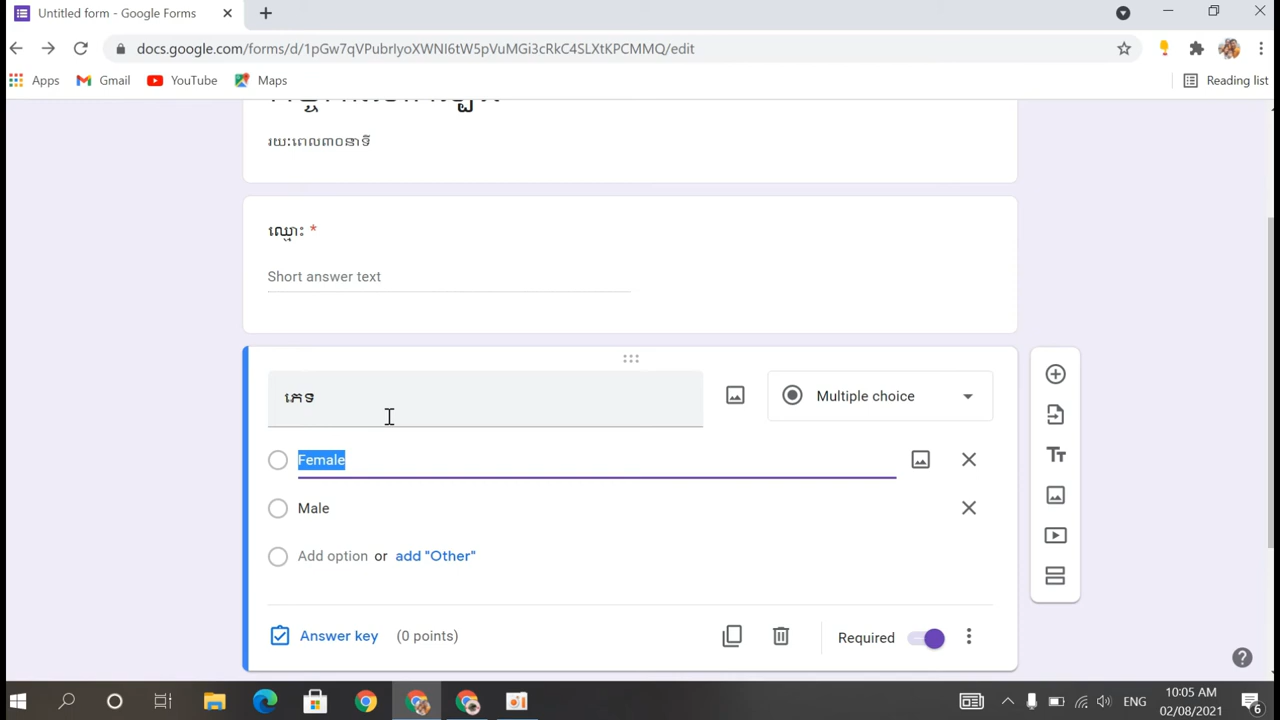 Untitled form - Google Forms
docs.google.com/forms/d/1pGw7qVPubrIyoXWNI6tW5pVuMGi3cRkC4SLXtKPCMMQ/edit
Apps Gmail YouTube Maps Reading list
រយៈពេល៣០នាទី
ឈ្មោះ *
Short answer text
ភេទ
Multiple choice
Female
Male
Add option or add "Other"
Answer key (0 points) Required
ENG
10:05 AM
02/08/2021
6